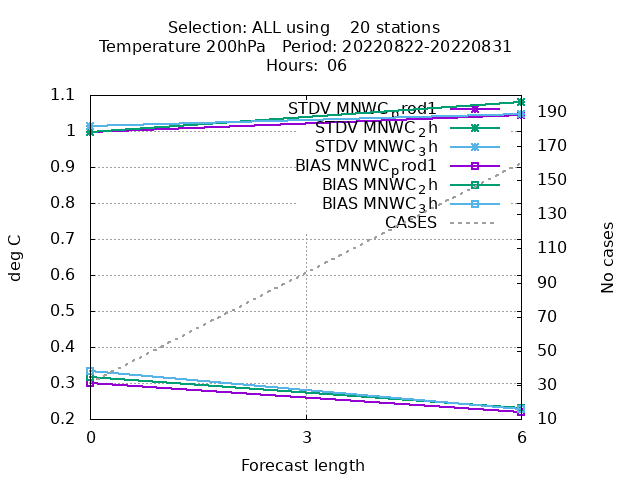 Selection: ALL using    20 stations
Temperature 200hPa   Period: 20220822-20220831
Hours: 06
STDV MNWC_prod1
STDV MNWC_2h
STDV MNWC_3h
BIAS MNWC_prod1
BIAS MNWC_2h
BIAS MNWC_3h
CASES
1.1
1
0.9
0.8
0.7
0.6
0.5
0.4
0.3
0.2
deg C
190
170
150
130
110
90
70
50
30
10
No cases
0 3 6
Forecast length